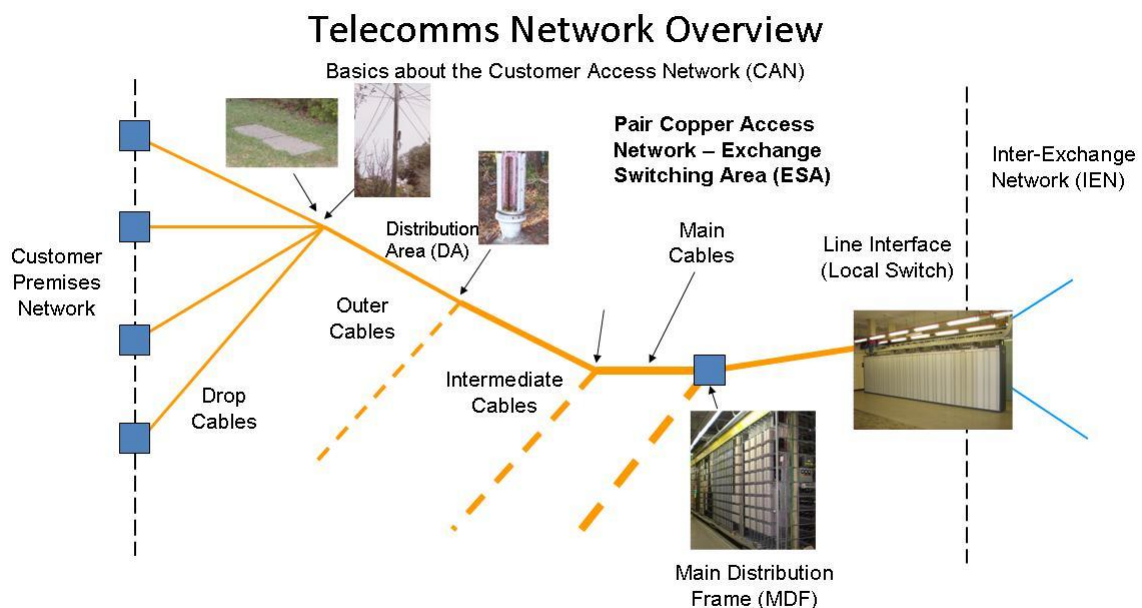 Telecomms Network Overview
Basics about the Customer Access Network (CAN)
Pair Copper Access
Network – Exchange
Switching Area (ESA)
Inter-Exchange
Network (IEN)
Distribution
Area (DA)
Main
Cables
Line Interface
(Local Switch)
Customer
Premises
Network
Outer
Cables
Intermediate
Cables
Drop
Cables
Main Distribution
Frame (MDF)